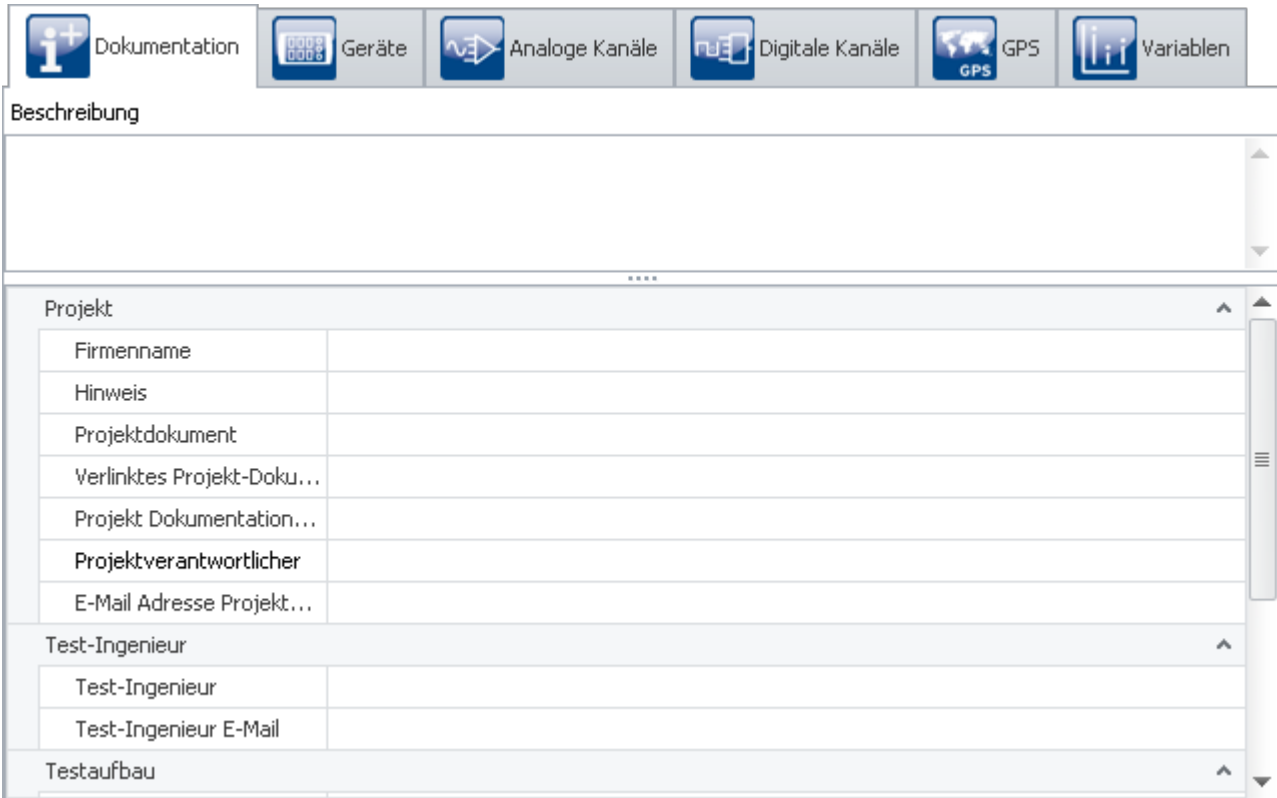 Dokumentation Geräte Analoge Kanäle Digitale Kanäle GPS GPS Variablen
Beschreibung
Projekt
Firmenname
Hinweis
Projektdokument
Verlinktes Projekt-Doku...
Projekt Dokumentation...
Projektverantwortlicher
E-Mail Adresse Projekt...
Test-Ingenieur
Test-Ingenieur
Test-Ingenieur E-Mail
Testaufbau